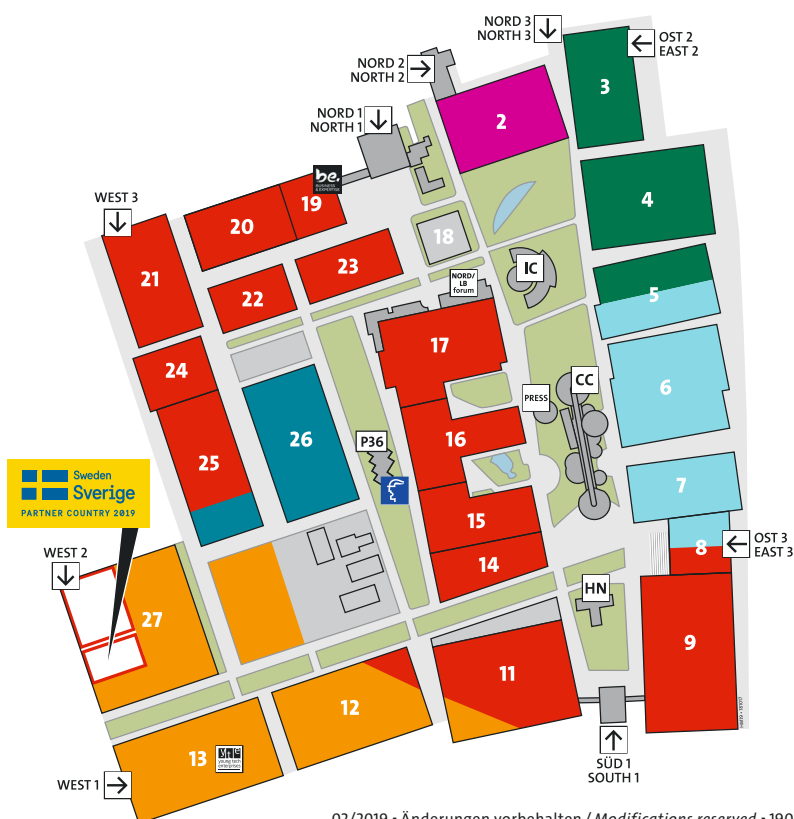 NORD 3
NORTH 3
OST 2
EAST 2
NORD 2
NORTH 2
3
2
NORD 1
NORTH 1
be.
BUSINESS
& EXPERTISE
WEST 3
19
20
4
18
21
23
22
IC
NORD/
LB
forum
5
17
24
CC
PRESS
6
P36
16
26
25
Sweden
Sverige
PARTNER COUNTRY 2019
7
15
OST 3
EAST 3
8
WEST 2
14
HN
27
9
11
12
13
yte
young tech
enterprises
WEST 1
SÜD 1
SOUTH 1
02/2019 • Änderungen vorbehalten / Modifications reserved • 190